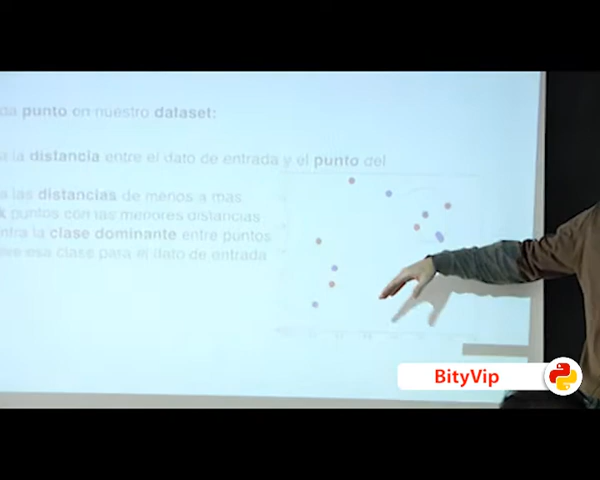 da punto en nuestro dataset:
a la distancia entre el dato de entrada y el punto del
a las distancias de menos a mas
k puntos con las menores distancias
ntra la clase dominante entre puntos
ve esa clase para el dato de entrada
BityVip